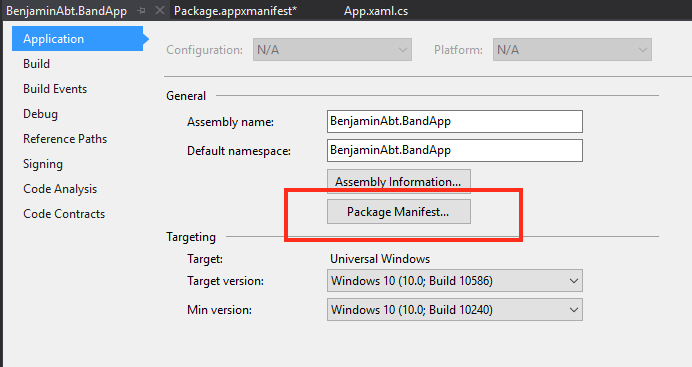 BenjaminAbt.BandApp Package.appxmanifest* App.xaml.cs
Application
Build
Build Events
Debug
Reference Paths
Signing
Code Analysis
Code Contracts
Configuration: N/A Platform: N/A
General
Assembly name: BenjaminAbt.BandApp
Default namespace: BenjaminAbt.BandApp
Assembly Information...
Package Manifest...
Targeting
Target: Universal Windows
Target version: Windows 10 (10.0; Build 10586)
Min version: Windows 10 (10.0; Build 10240)